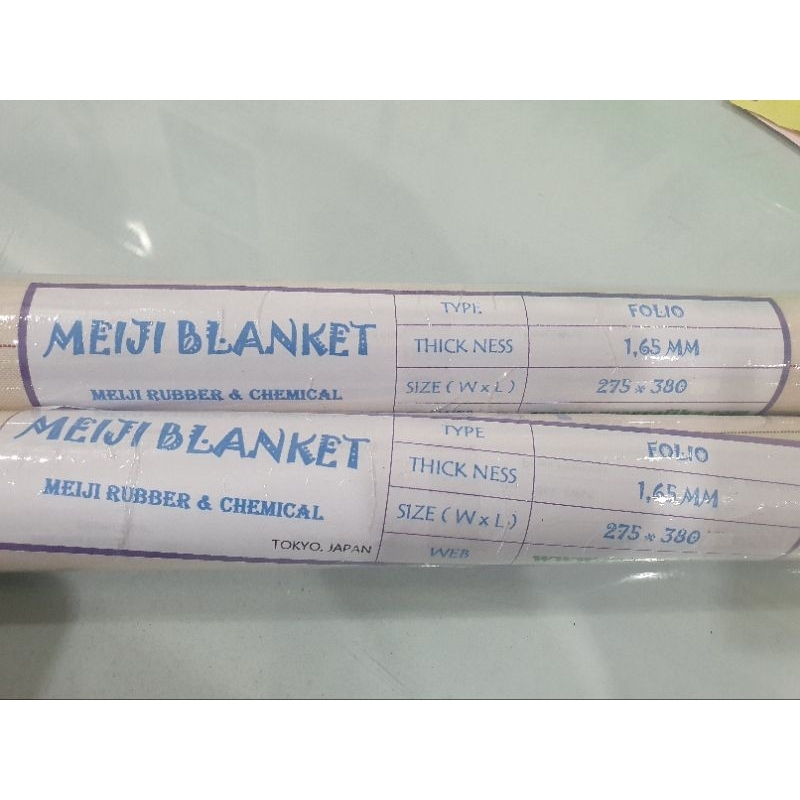 MEIJI BLANKET
MEIJI RUBBER & CHEMICAL
TYPE FOLIO
THICK NESS 1,65 MM
SIZE ( W x L ) 275 x 380
MEIJI BLANKET
MEIJI RUBBER & CHEMICAL
TOKYO, JAPAN
TYPE FOLIO
THICK NESS 1,65 MM
SIZE ( W x L ) 275 x 380
WEB